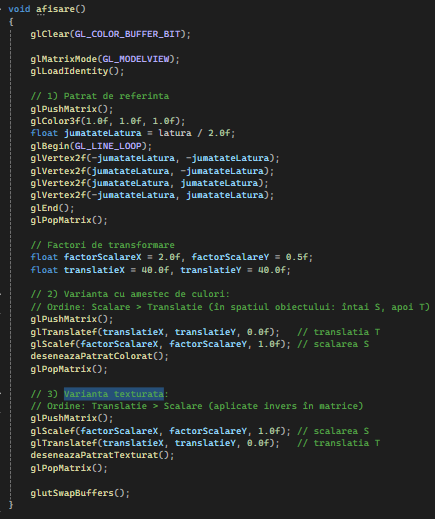 void afisare()
{
glClear(GL_COLOR_BUFFER_BIT);
glMatrixMode(GL_MODELVIEW);
glLoadIdentity();
// 1) Patrat de referinta
glPushMatrix();
glColor3f(1.0f, 1.0f, 1.0f);
float jumatateLatura = latura / 2.0f;
glBegin(GL_LINE_LOOP);
glVertex2f(-jumatateLatura, -jumatateLatura);
glVertex2f(jumatateLatura, -jumatateLatura);
glVertex2f(jumatateLatura, jumatateLatura);
glVertex2f(-jumatateLatura, jumatateLatura);
glEnd();
glPopMatrix();
// Factori de transformare
float factorScalareX = 2.0f, factorScalareY = 0.5f;
float translatieX = 40.0f, translatieY = 40.0f;
// 2) Varianta cu amestec de culori:
// Ordine: Scalare > Translatie (în spatiul obiectului: întai S, apoi T)
glPushMatrix();
glTranslatef(translatieX, translatieY, 0.0f); // translatia T
glScalef(factorScalareX, factorScalareY, 1.0f); // scalarea S
deseneazaPatratColorat();
glPopMatrix();
// 3) Varianta texturata:
// Ordine: Translatie > Scalare (aplicate invers in matrice)
glPushMatrix();
glScalef(factorScalareX, factorScalareY, 1.0f); // scalarea S
glTranslatef(translatieX, translatieY, 0.0f); // translatia T
deseneazaPatratTexturat();
glPopMatrix();
glutSwapBuffers();
}